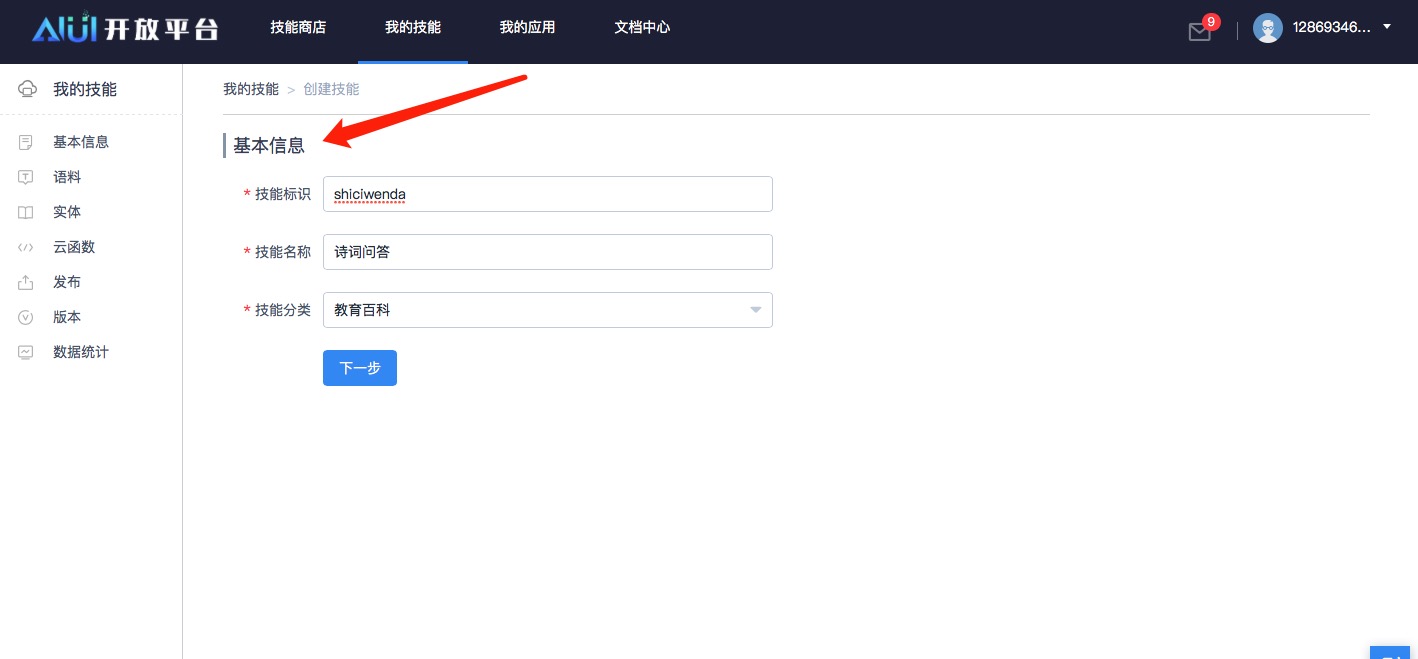 AIUI 开放平台 技能商店 我的技能 我的应用 文档中心 9 12869346...
我的技能
基本信息
语料
实体
云函数
发布
版本
数据统计
我的技能 > 创建技能
基本信息
* 技能标识 shiciwenda
* 技能名称 诗词问答
* 技能分类 教育百科
下一步